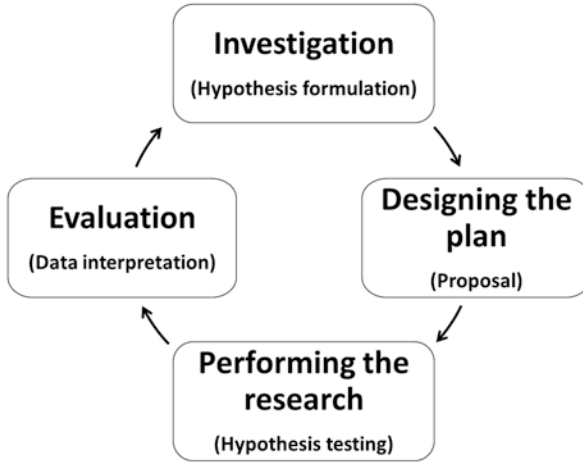 Investigation
(Hypothesis formulation)
Designing the
plan
(Proposal)
Performing the
research
(Hypothesis testing)
Evaluation
(Data interpretation)